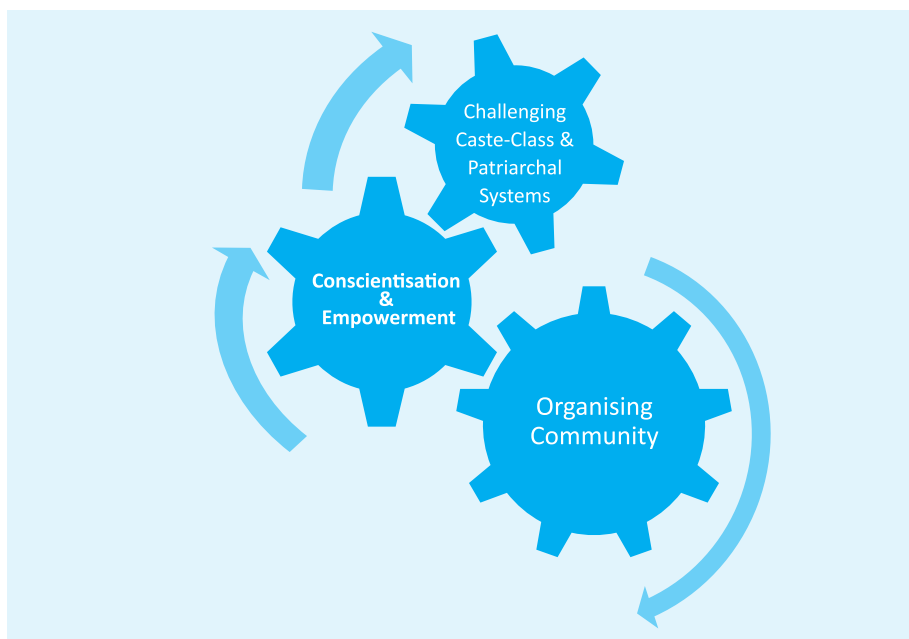 Challenging
Caste-Class &
Patriarchal
Systems
Conscientisation
&
Empowerment
Organising
Community